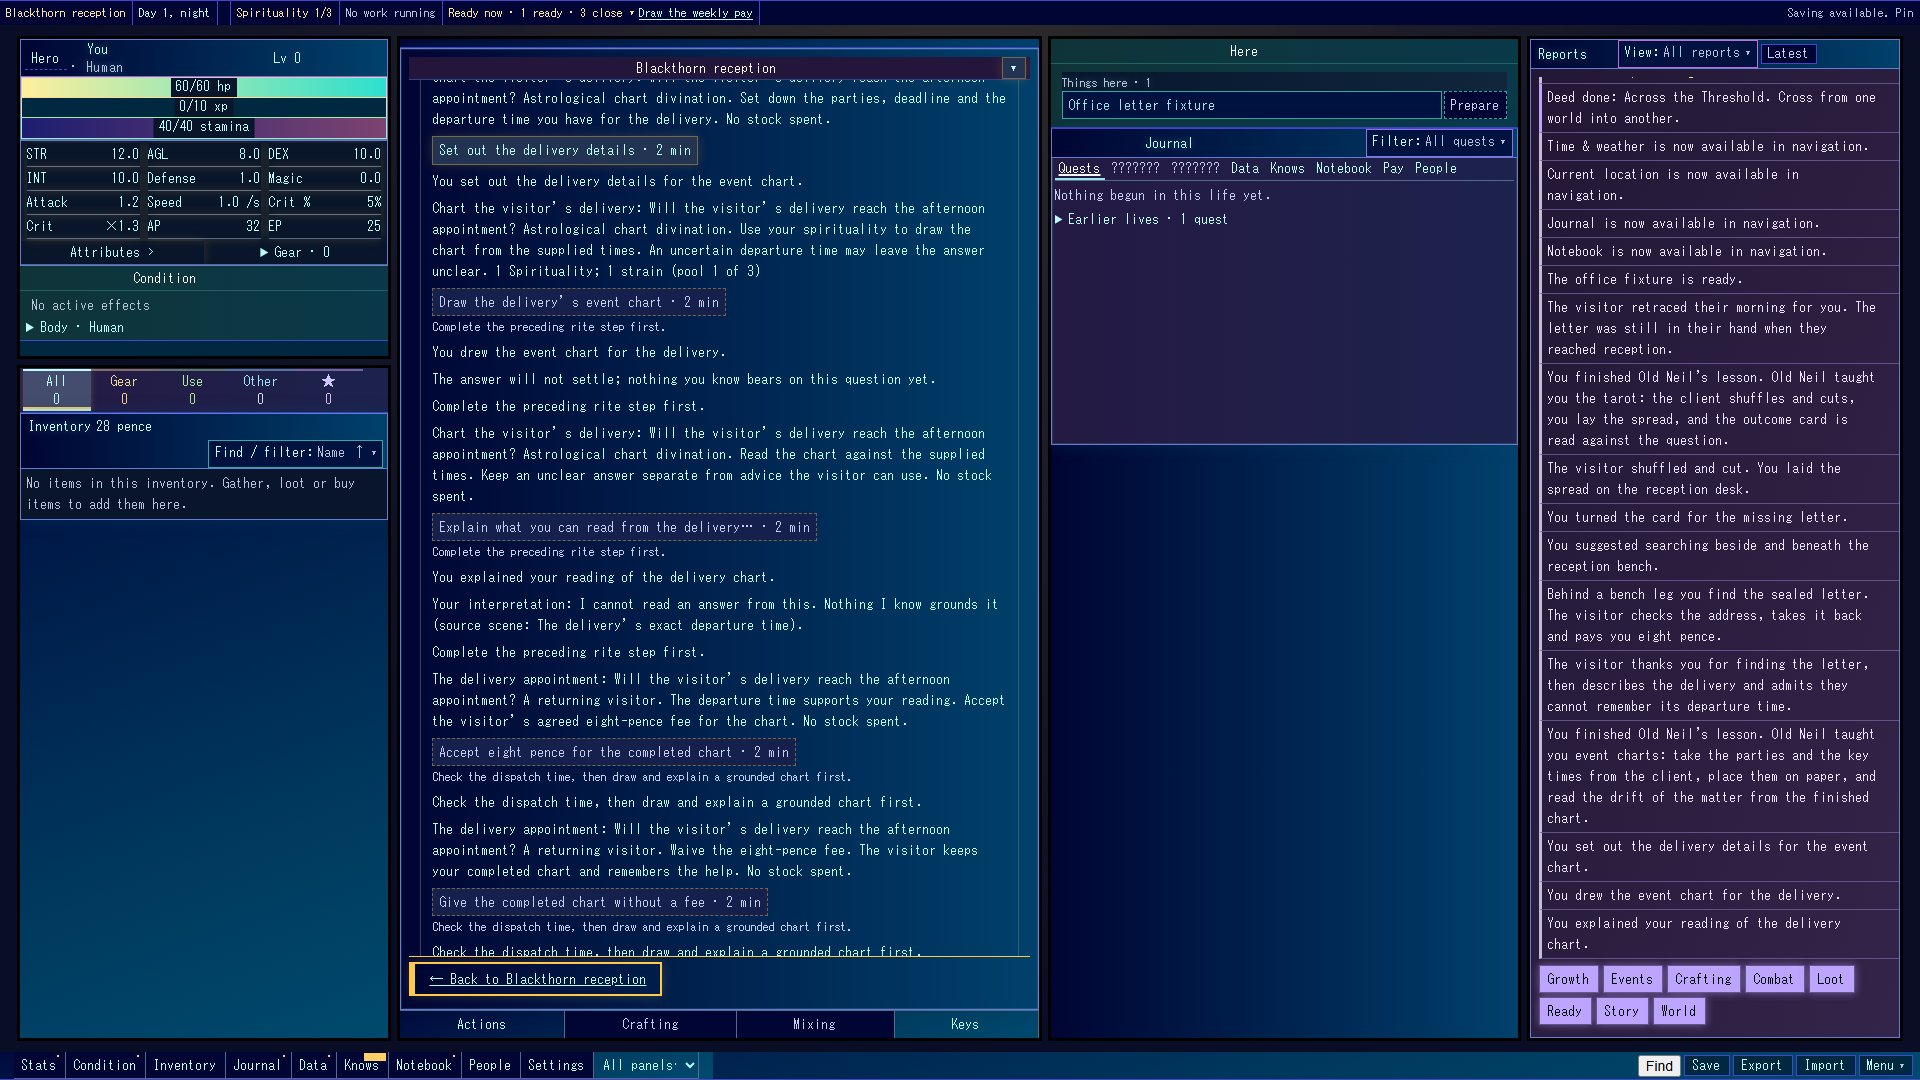 Blackthorn reception
Day 1, night
Spirituality 1/3
No work running
Ready now · 1 ready · 3 close ▾ Draw the weekly pay
Saving available. Pin
Hero · You
Human
Lv 0
60/60 hp
0/10 xp
40/40 stamina
STR 12.0 AGL 8.0 DEX 10.0
INT 10.0 Defense 1.0 Magic 0.0
Attack 1.2 Speed 1.0 /s Crit % 5%
Crit ×1.3 AP 32 EP 25
Attributes >
▶ Gear · 0
Condition
No active effects
▶ Body · Human
All Gear Use Other ★
0 0 0 0 0
Inventory 28 pence
Find / filter: Name ↑ ▾
No items in this inventory. Gather, loot or buy
items to add them here.
Blackthorn reception
▾
appointment? Astrological chart divination. Set down the parties, deadline and the
departure time you have for the delivery. No stock spent.
Set out the delivery details · 2 min
You set out the delivery details for the event chart.
Chart the visitor’s delivery: Will the visitor’s delivery reach the afternoon
appointment? Astrological chart divination. Use your spirituality to draw the
chart from the supplied times. An uncertain departure time may leave the answer
unclear. 1 Spirituality; 1 strain (pool 1 of 3)
Draw the delivery’s event chart · 2 min
Complete the preceding rite step first.
You drew the event chart for the delivery.
The answer will not settle; nothing you know bears on this question yet.
Complete the preceding rite step first.
Chart the visitor’s delivery: Will the visitor’s delivery reach the afternoon
appointment? Astrological chart divination. Read the chart against the supplied
times. Keep an unclear answer separate from advice the visitor can use. No stock
spent.
Explain what you can read from the delivery… · 2 min
Complete the preceding rite step first.
You explained your reading of the delivery chart.
Your interpretation: I cannot read an answer from this. Nothing I know grounds it
(source scene: The delivery’s exact departure time).
Complete the preceding rite step first.
The delivery appointment: Will the visitor’s delivery reach the afternoon
appointment? A returning visitor. The departure time supports your reading. Accept
the visitor’s agreed eight-pence fee for the chart. No stock spent.
Accept eight pence for the completed chart · 2 min
Check the dispatch time, then draw and explain a grounded chart first.
Check the dispatch time, then draw and explain a grounded chart first.
The delivery appointment: Will the visitor’s delivery reach the afternoon
appointment? A returning visitor. Waive the eight-pence fee. The visitor keeps
your completed chart and remembers the help. No stock spent.
Give the completed chart without a fee · 2 min
Check the dispatch time, then draw and explain a grounded chart first.
Check the dispatch time, then draw and explain a grounded chart first.
← Back to Blackthorn reception
Actions Crafting Mixing Keys
Here
Things here · 1
Office letter fixture
Prepare
Journal
Filter: All quests ▾
Quests ??????? ??????? Data Knows Notebook Pay People
Nothing begun in this life yet.
▶ Earlier lives · 1 quest
Reports
View: All reports ▾
Latest
Deed done: Across the Threshold. Cross from one
world into another.
Time & weather is now available in navigation.
Current location is now available in
navigation.
Journal is now available in navigation.
Notebook is now available in navigation.
The office fixture is ready.
The visitor retraced their morning for you. The
letter was still in their hand when they
reached reception.
You finished Old Neil’s lesson. Old Neil taught
you the tarot: the client shuffles and cuts,
you lay the spread, and the outcome card is
read against the question.
The visitor shuffled and cut. You laid the
spread on the reception desk.
You turned the card for the missing letter.
You suggested searching beside and beneath the
reception bench.
Behind a bench leg you find the sealed letter.
The visitor checks the address, takes it back
and pays you eight pence.
The visitor thanks you for finding the letter,
then describes the delivery and admits they
cannot remember its departure time.
You finished Old Neil’s lesson. Old Neil taught
you event charts: take the parties and the key
times from the client, place them on paper, and
read the drift of the matter from the finished
chart.
You set out the delivery details for the event
chart.
You drew the event chart for the delivery.
You explained your reading of the delivery
chart.
Growth Events Crafting Combat Loot
Ready Story World
Stats Condition Inventory Journal Data Knows Notebook People Settings All panels
Find Save Export Import Menu ▾